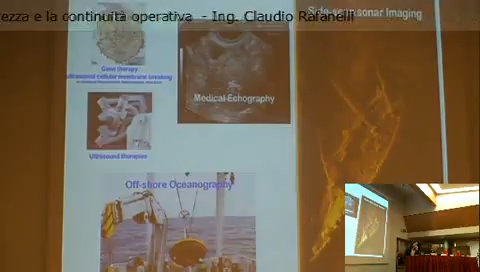 rezza e la continuità operativa - Ing. Claudio Rafanelli
Side-scan sonar Imaging
Gene therapy
ultrasound cellular membrane breaking
Medical Echography
Ultrasound therapies
Off-shore Oceanography